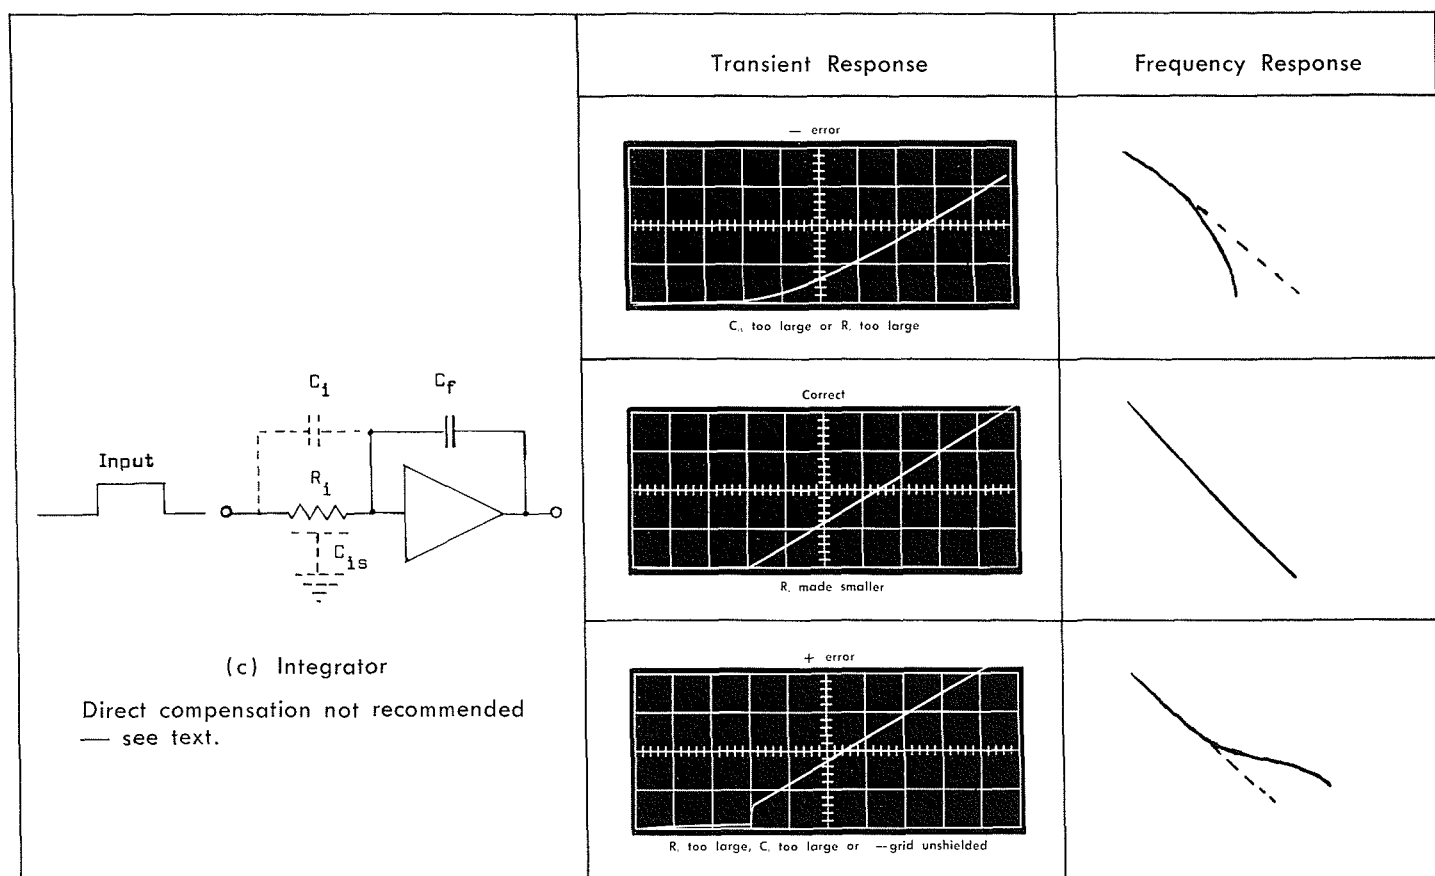 Transient Response
Frequency Response
— error
C too large or R too large
Correct
R made smaller
+ error
R too large, C too large or —grid unshielded
C_i
C_f
Input
R_i
C_is
(c) Integrator
Direct compensation not recommended
— see text.